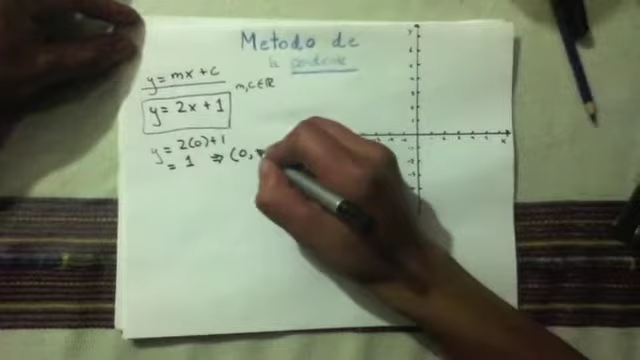 Metodo de
la pendiente
y = mx + c
m, c ∈ ℝ
y = 2x + 1
y = 2(0) + 1
= 1 ⇒ (0,
y
x